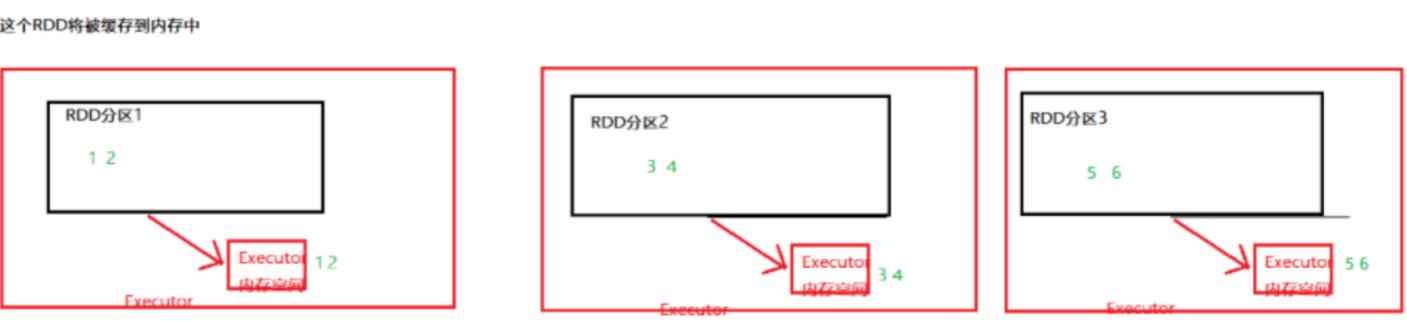 这个RDD将被缓存到内存中
RDD分区1
1 2
Executor
内存空间
1 2
Executor
RDD分区2
3 4
Executor
内存空间
3 4
Executor
RDD分区3
5 6
Executor
内存空间
5 6
Executor